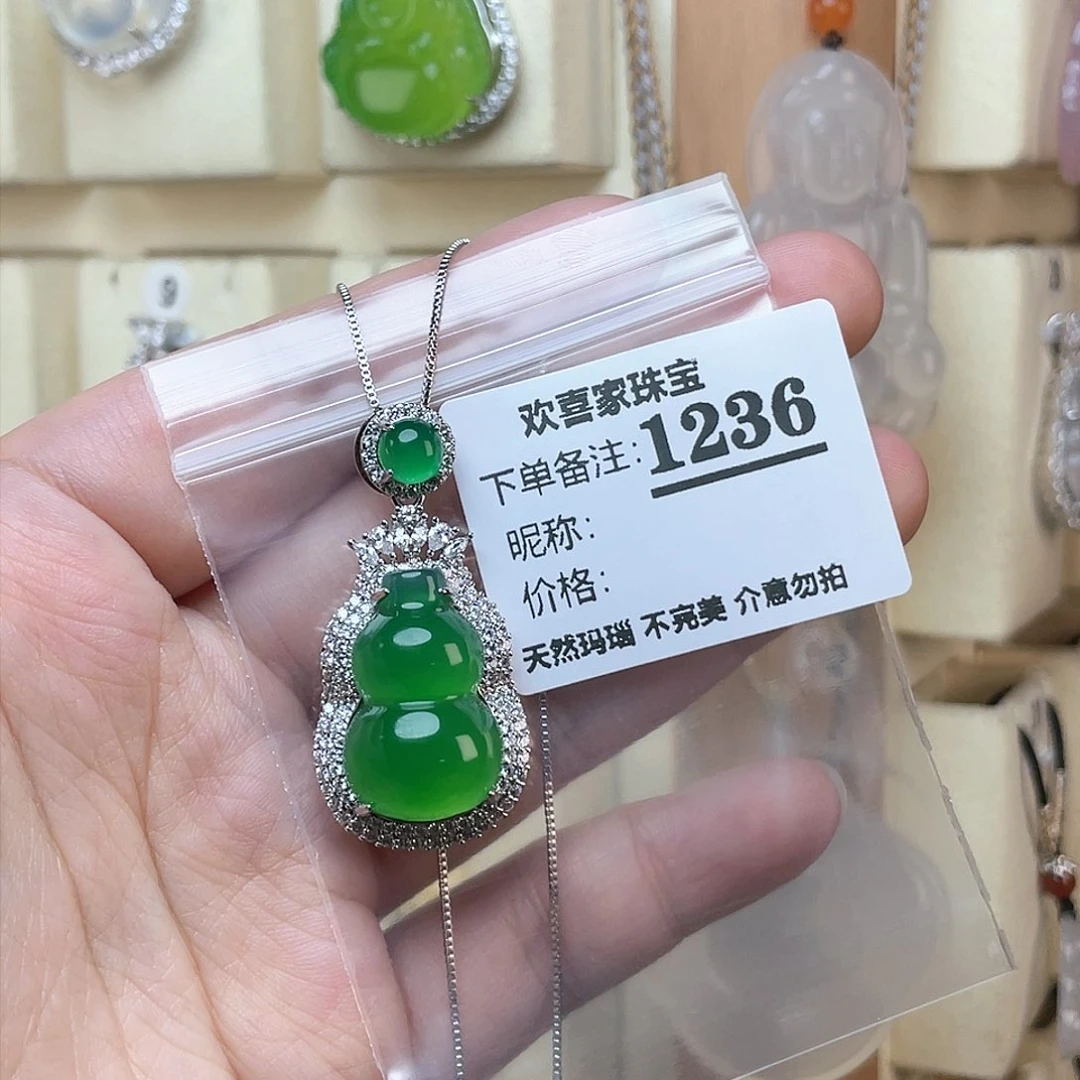 9
欢喜家珠宝
下单备注:1236
昵称:
价格:
天然玛瑙 不完美 介意勿拍